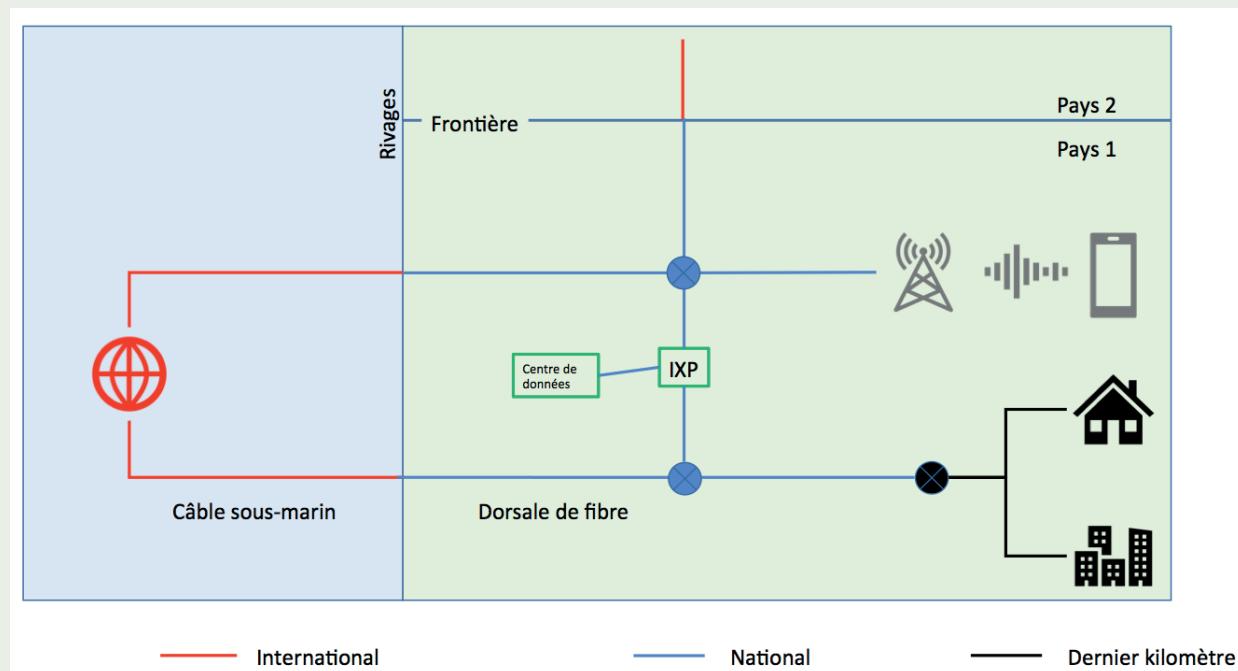 Rivages
Frontière
Pays 2
Pays 1
Centre de
données
IXP
Câble sous-marin
Dorsale de fibre
International
National
Dernier kilomètre